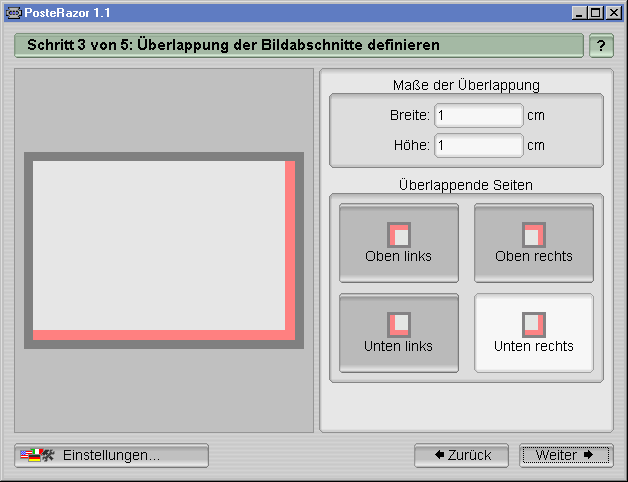 PosteRazor 1.1
Schritt 3 von 5: Überlappung der Bildabschnitte definieren
?
Maße der Überlappung
Breite: 1 cm
Höhe: 1 cm
Überlappende Seiten
Oben links
Oben rechts
Unten links
Unten rechts
Einstellungen...
Zurück
Weiter